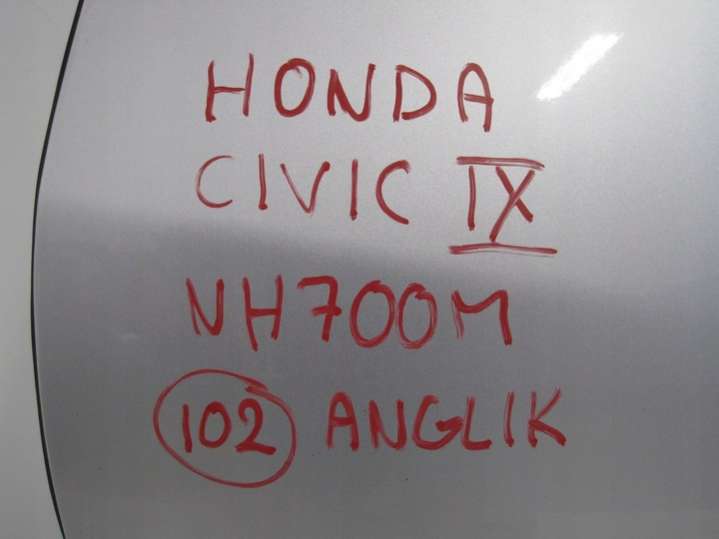 HONDA
CIVIC IX
NH700M
102 ANGLIK